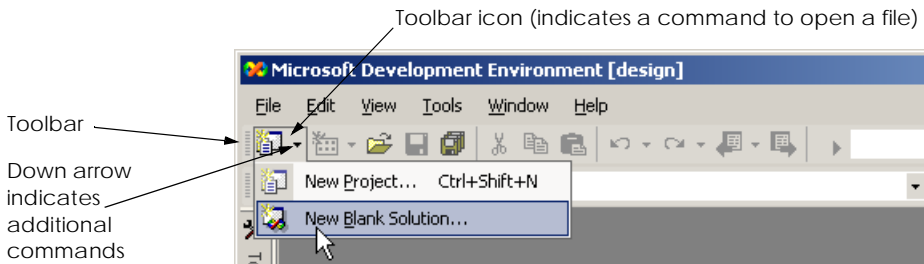 Toolbar icon (indicates a command to open a file)
Microsoft Development Environment [design]
File Edit View Tools Window Help
Toolbar
Down arrow
indicates
additional
commands
New Project... Ctrl+Shift+N
New Blank Solution...
To